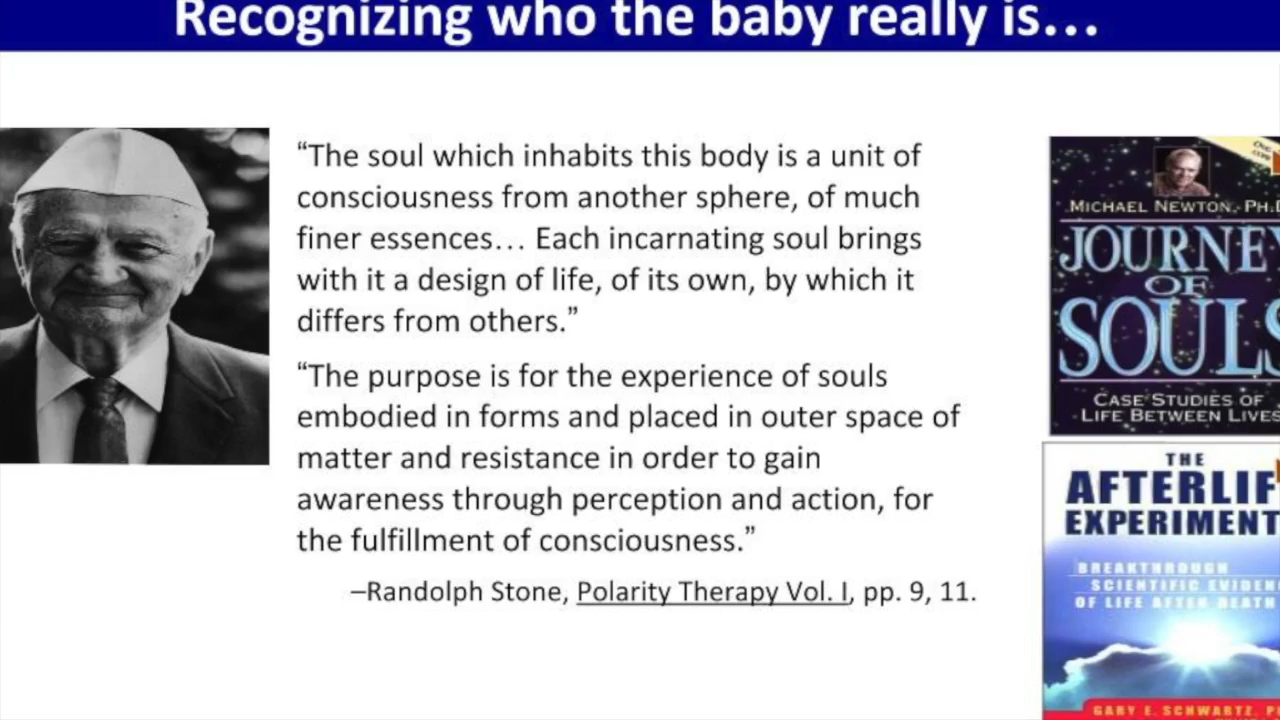 Recognizing who the baby really is…
“The soul which inhabits this body is a unit of
consciousness from another sphere, of much
finer essences… Each incarnating soul brings
with it a design of life, of its own, by which it
differs from others.”
“The purpose is for the experience of souls
embodied in forms and placed in outer space of
matter and resistance in order to gain
awareness through perception and action, for
the fulfillment of consciousness.”
–Randolph Stone, Polarity Therapy Vol. I, pp. 9, 11.
MICHAEL NEWTON, PH.D
JOURNEY
OF
SOULS
CASE STUDIES OF
LIFE BETWEEN LIVES
THE
AFTERLIF
EXPERIMENT
BREAKTHROUGH
SCIENTIFIC EVIDEN
OF LIFE AFTER DEATH
GARY E. SCHWARTZ, P